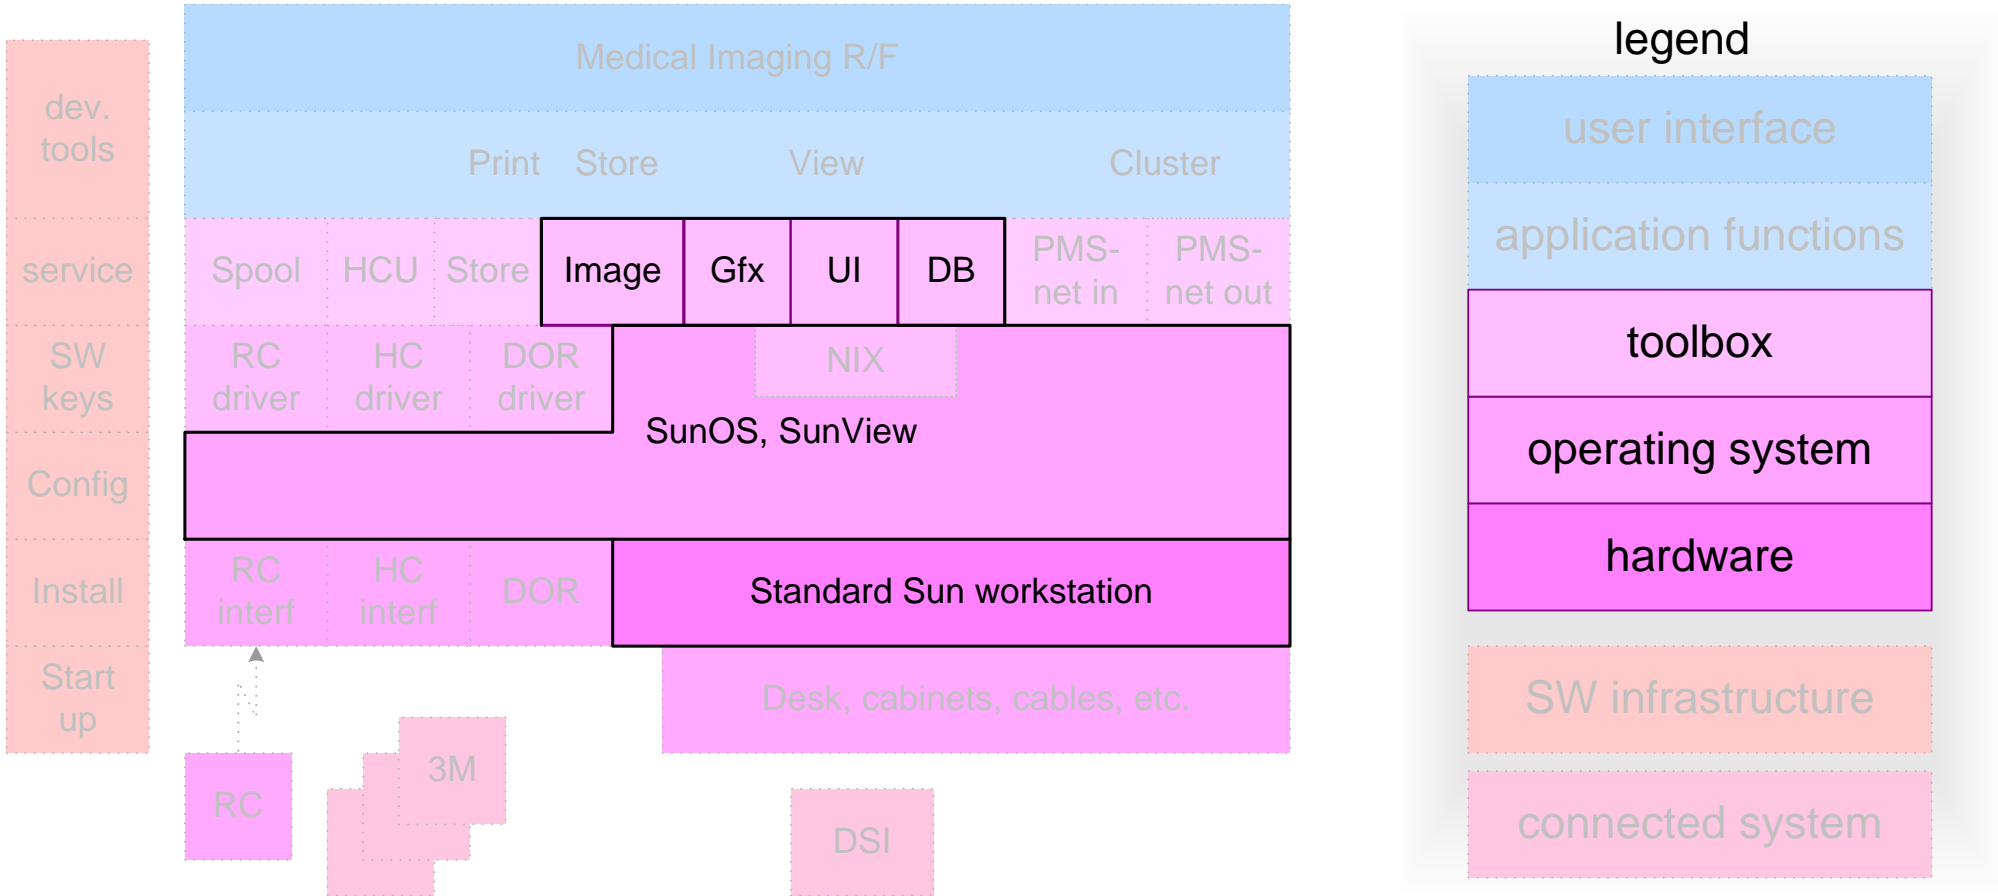 legend
Medical Imaging R/F
user interface
dev.
tools
Print Store View Cluster
application functions
service
Spool HCU Store Image Gfx UI DB
PMS-
net in
PMS-
net out
toolbox
SW
keys
RC
driver
HC
driver
DOR
driver
NIX
SunOS, SunView
operating system
Config
hardware
Install
RC
interf
HC
interf
DOR
Standard Sun workstation
Start
up
Desk, cabinets, cables, etc.
SW infrastructure
3M
RC
DSI
connected system